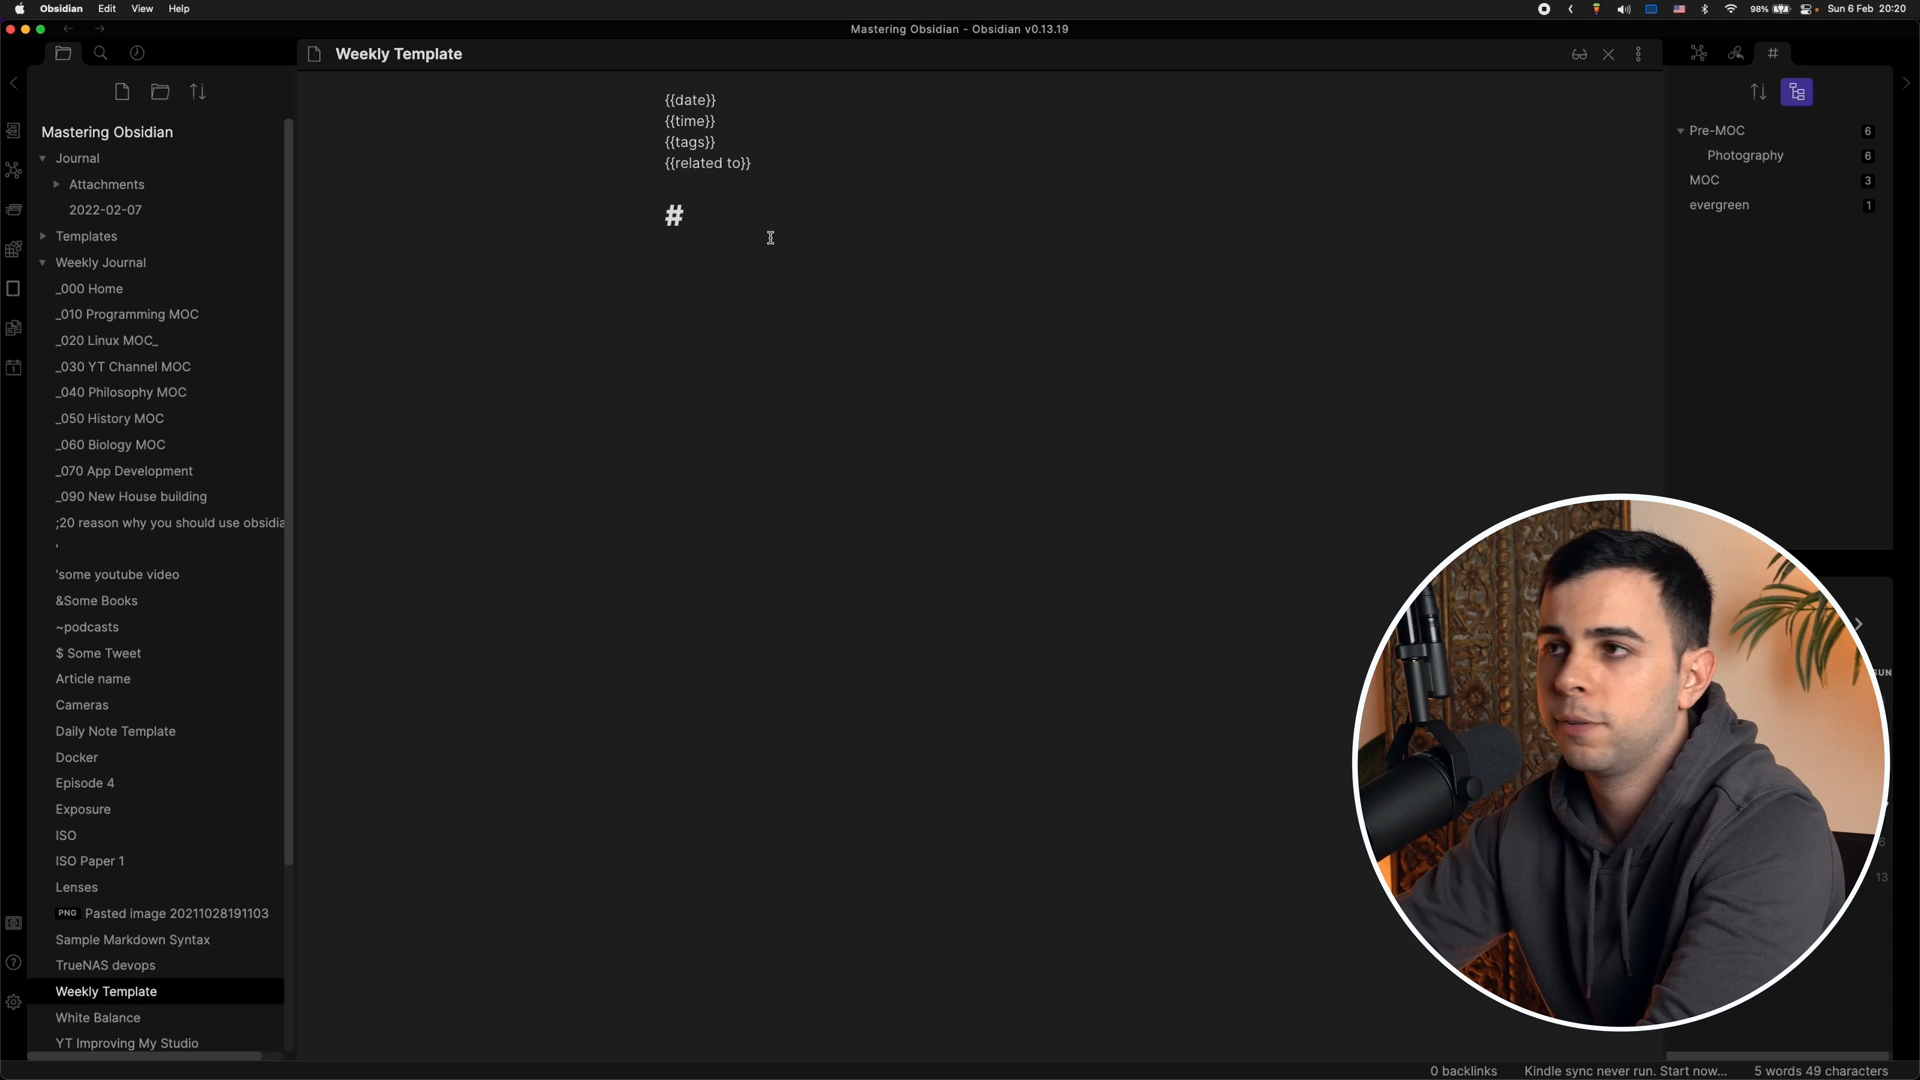 Obsidian Edit View Help
98% Sun 6 Feb 20:20
Mastering Obsidian - Obsidian v0.13.19
Weekly Template
{{date}}
{{time}}
{{tags}}
{{related to}}
#
Mastering Obsidian
Journal
Attachments
2022-02-07
Templates
Weekly Journal
_000 Home
_010 Programming MOC
_020 Linux MOC_
_030 YT Channel MOC
_040 Philosophy MOC
_050 History MOC
_060 Biology MOC
_070 App Development
_090 New House building
;20 reason why you should use obsidia
'
'some youtube video
&Some Books
~podcasts
$ Some Tweet
Article name
Cameras
Daily Note Template
Docker
Episode 4
Exposure
ISO
ISO Paper 1
Lenses
PNG Pasted image 20211028191103
Sample Markdown Syntax
TrueNAS devops
Weekly Template
White Balance
YT Improving My Studio
Pre-MOC 6
Photography 6
MOC 3
evergreen 1
SUN
6
13
0 backlinks Kindle sync never run. Start now... 5 words 49 characters